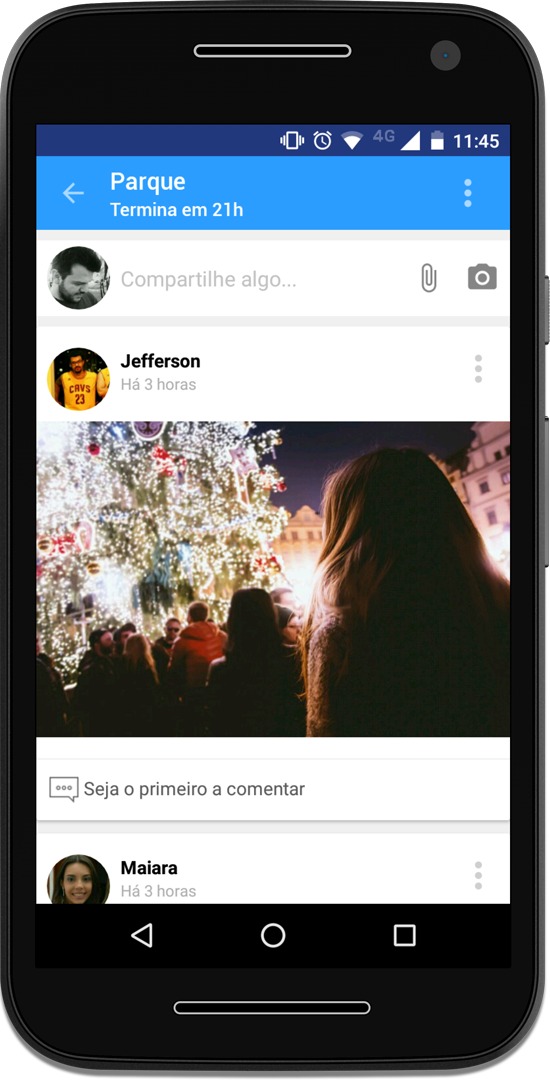 4G 11:45
Parque
Termina em 21h
Compartilhe algo...
Jefferson
Há 3 horas
CAVS
23
Seja o primeiro a comentar
Maiara
Há 3 horas